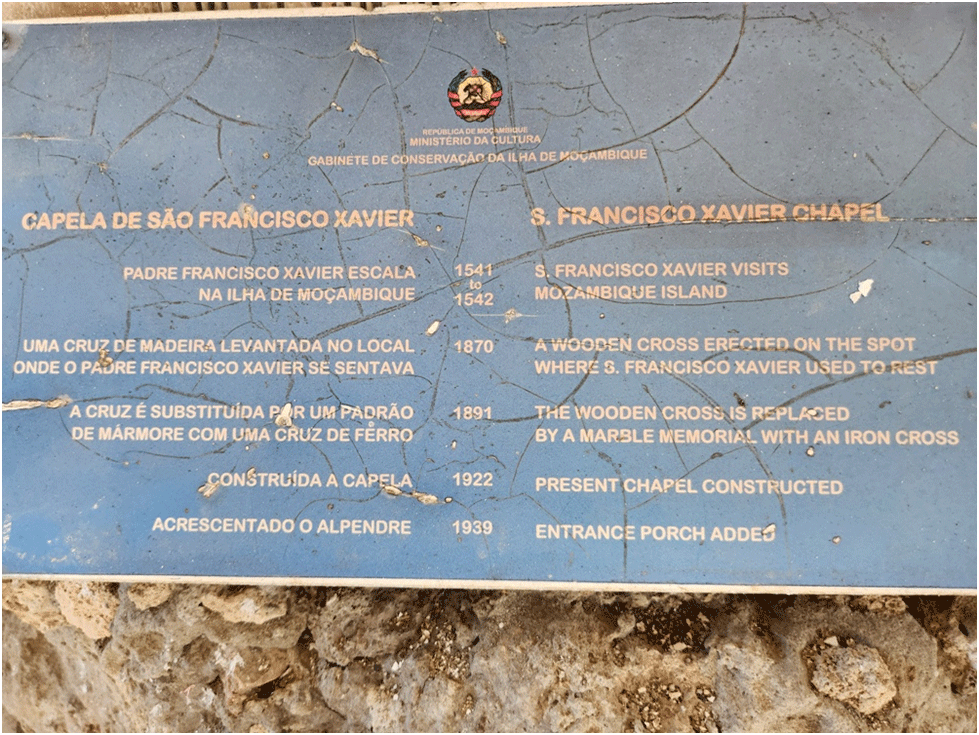 REPÚBLICA DE MOÇAMBIQUE
MINISTÉRIO DA CULTURA
GABINETE DE CONSERVAÇÃO DA ILHA DE MOÇAMBIQUE
CAPELA DE SÃO FRANCISCO XAVIER
S. FRANCISCO XAVIER CHAPEL
PADRE FRANCISCO XAVIER ESCALA
NA ILHA DE MOÇAMBIQUE
1541
to
1542
S. FRANCISCO XAVIER VISITS
MOZAMBIQUE ISLAND
UMA CRUZ DE MADEIRA LEVANTADA NO LOCAL
ONDE O PADRE FRANCISCO XAVIER SE SENTAVA
1870
A WOODEN CROSS ERECTED ON THE SPOT
WHERE S. FRANCISCO XAVIER USED TO REST
A CRUZ É SUBSTITUÍDA POR UM PADRÃO
DE MÁRMORE COM UMA CRUZ DE FERRO
1891
THE WOODEN CROSS IS REPLACED
BY A MARBLE MEMORIAL WITH AN IRON CROSS
CONSTRUÍDA A CAPELA
1922
PRESENT CHAPEL CONSTRUCTED
ACRESCENTADO O ALPENDRE
1939
ENTRANCE PORCH ADDED